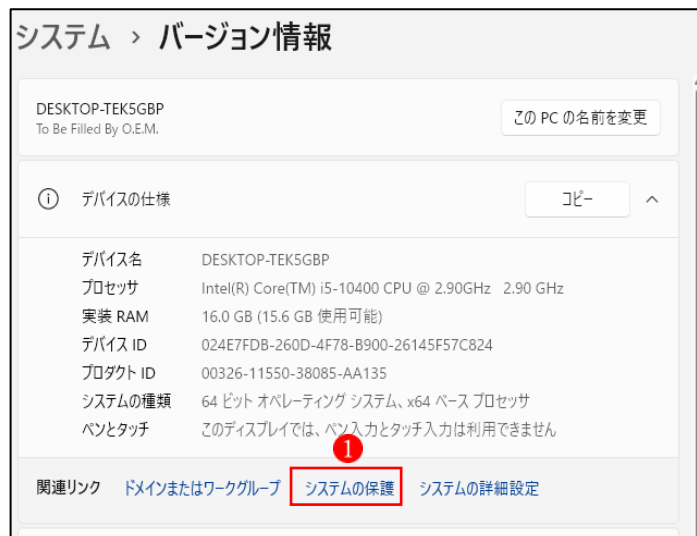 システム › バージョン情報
DESKTOP-TEK5GBP
To Be Filled By O.E.M.
この PC の名前を変更
デバイスの仕様
コピー
デバイス名 DESKTOP-TEK5GBP
プロセッサ Intel(R) Core(TM) i5-10400 CPU @ 2.90GHz 2.90 GHz
実装 RAM 16.0 GB (15.6 GB 使用可能)
デバイス ID 024E7FDB-260D-4F78-B900-26145F57C824
プロダクト ID 00326-11550-38085-AA135
システムの種類 64 ビット オペレーティング システム、x64 ベース プロセッサ
ペンとタッチ このディスプレイでは、ペン入力とタッチ入力は利用できません
1
関連リンク ドメインまたはワークグループ システムの保護 システムの詳細設定